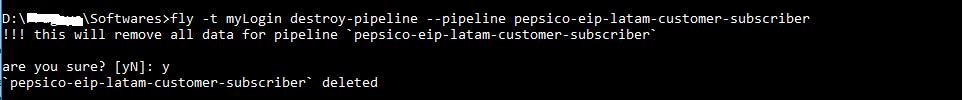 D:\ \Softwares>fly -t myLogin destroy-pipeline --pipeline pepsico-eip-latam-customer-subscriber
!!! this will remove all data for pipeline `pepsico-eip-latam-customer-subscriber`
are you sure? [yN]: y
`pepsico-eip-latam-customer-subscriber` deleted